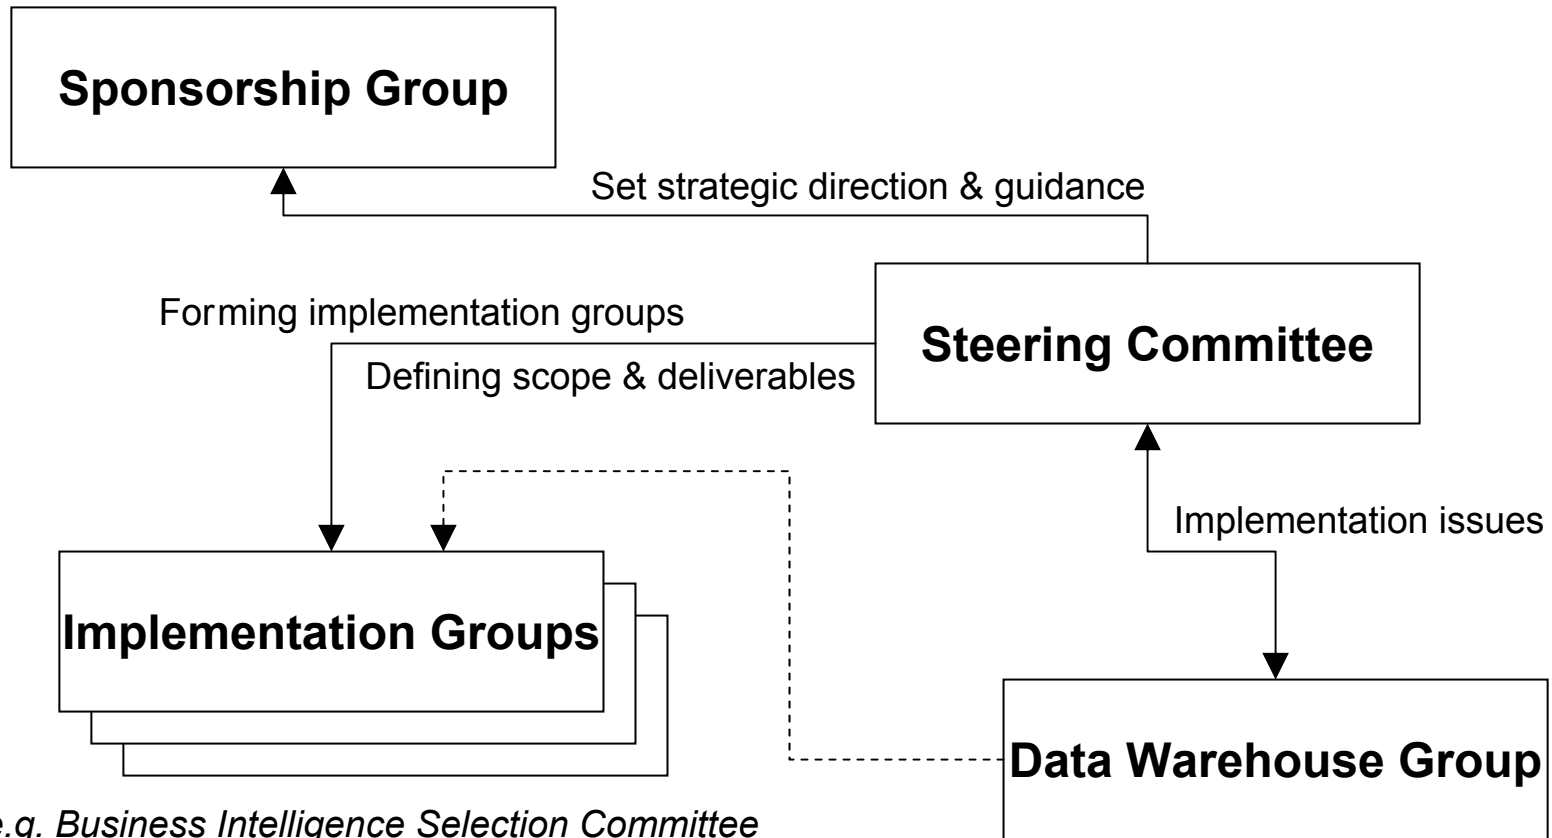 Sponsorship Group
Set strategic direction & guidance
Forming implementation groups
Steering Committee
Defining scope & deliverables
Implementation issues
Implementation Groups
Data Warehouse Group
e.g. Business Intelligence Selection Committee